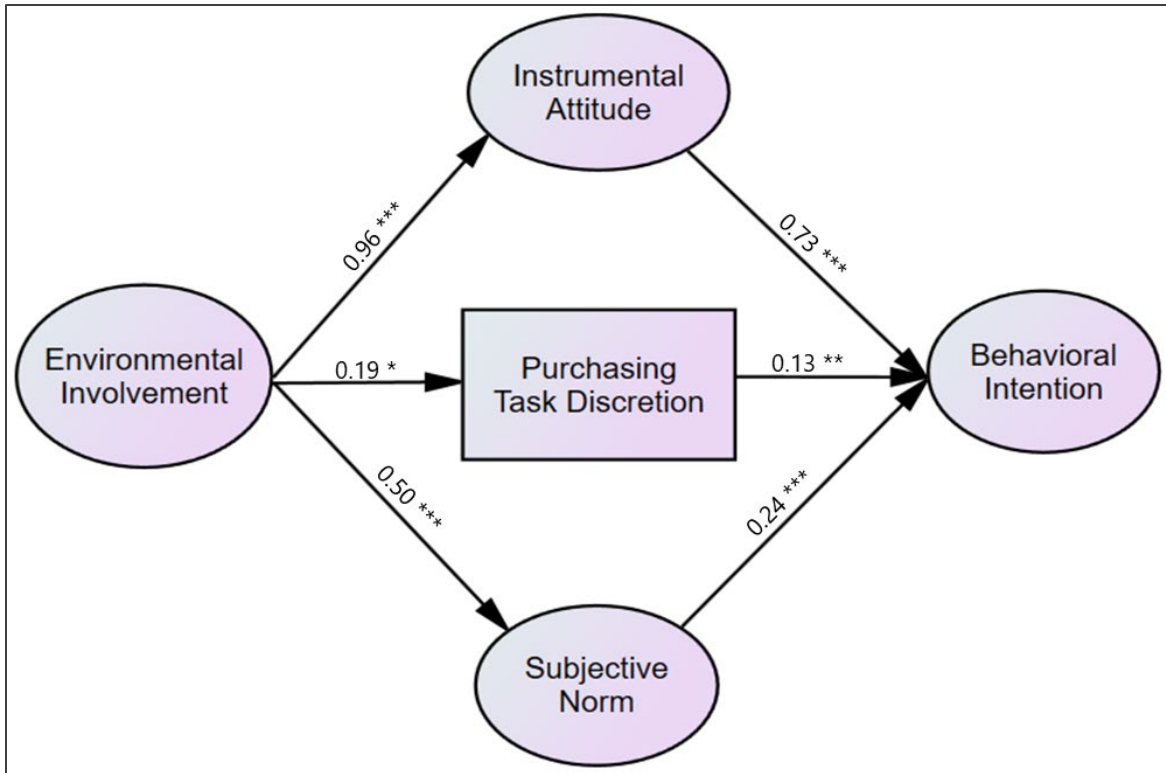 Instrumental
Attitude
0.96 ***
0.73 ***
Environmental
Involvement
0.19 *
Purchasing
Task Discretion
0.13 **
Behavioral
Intention
0.50 ***
0.24 ***
Subjective
Norm